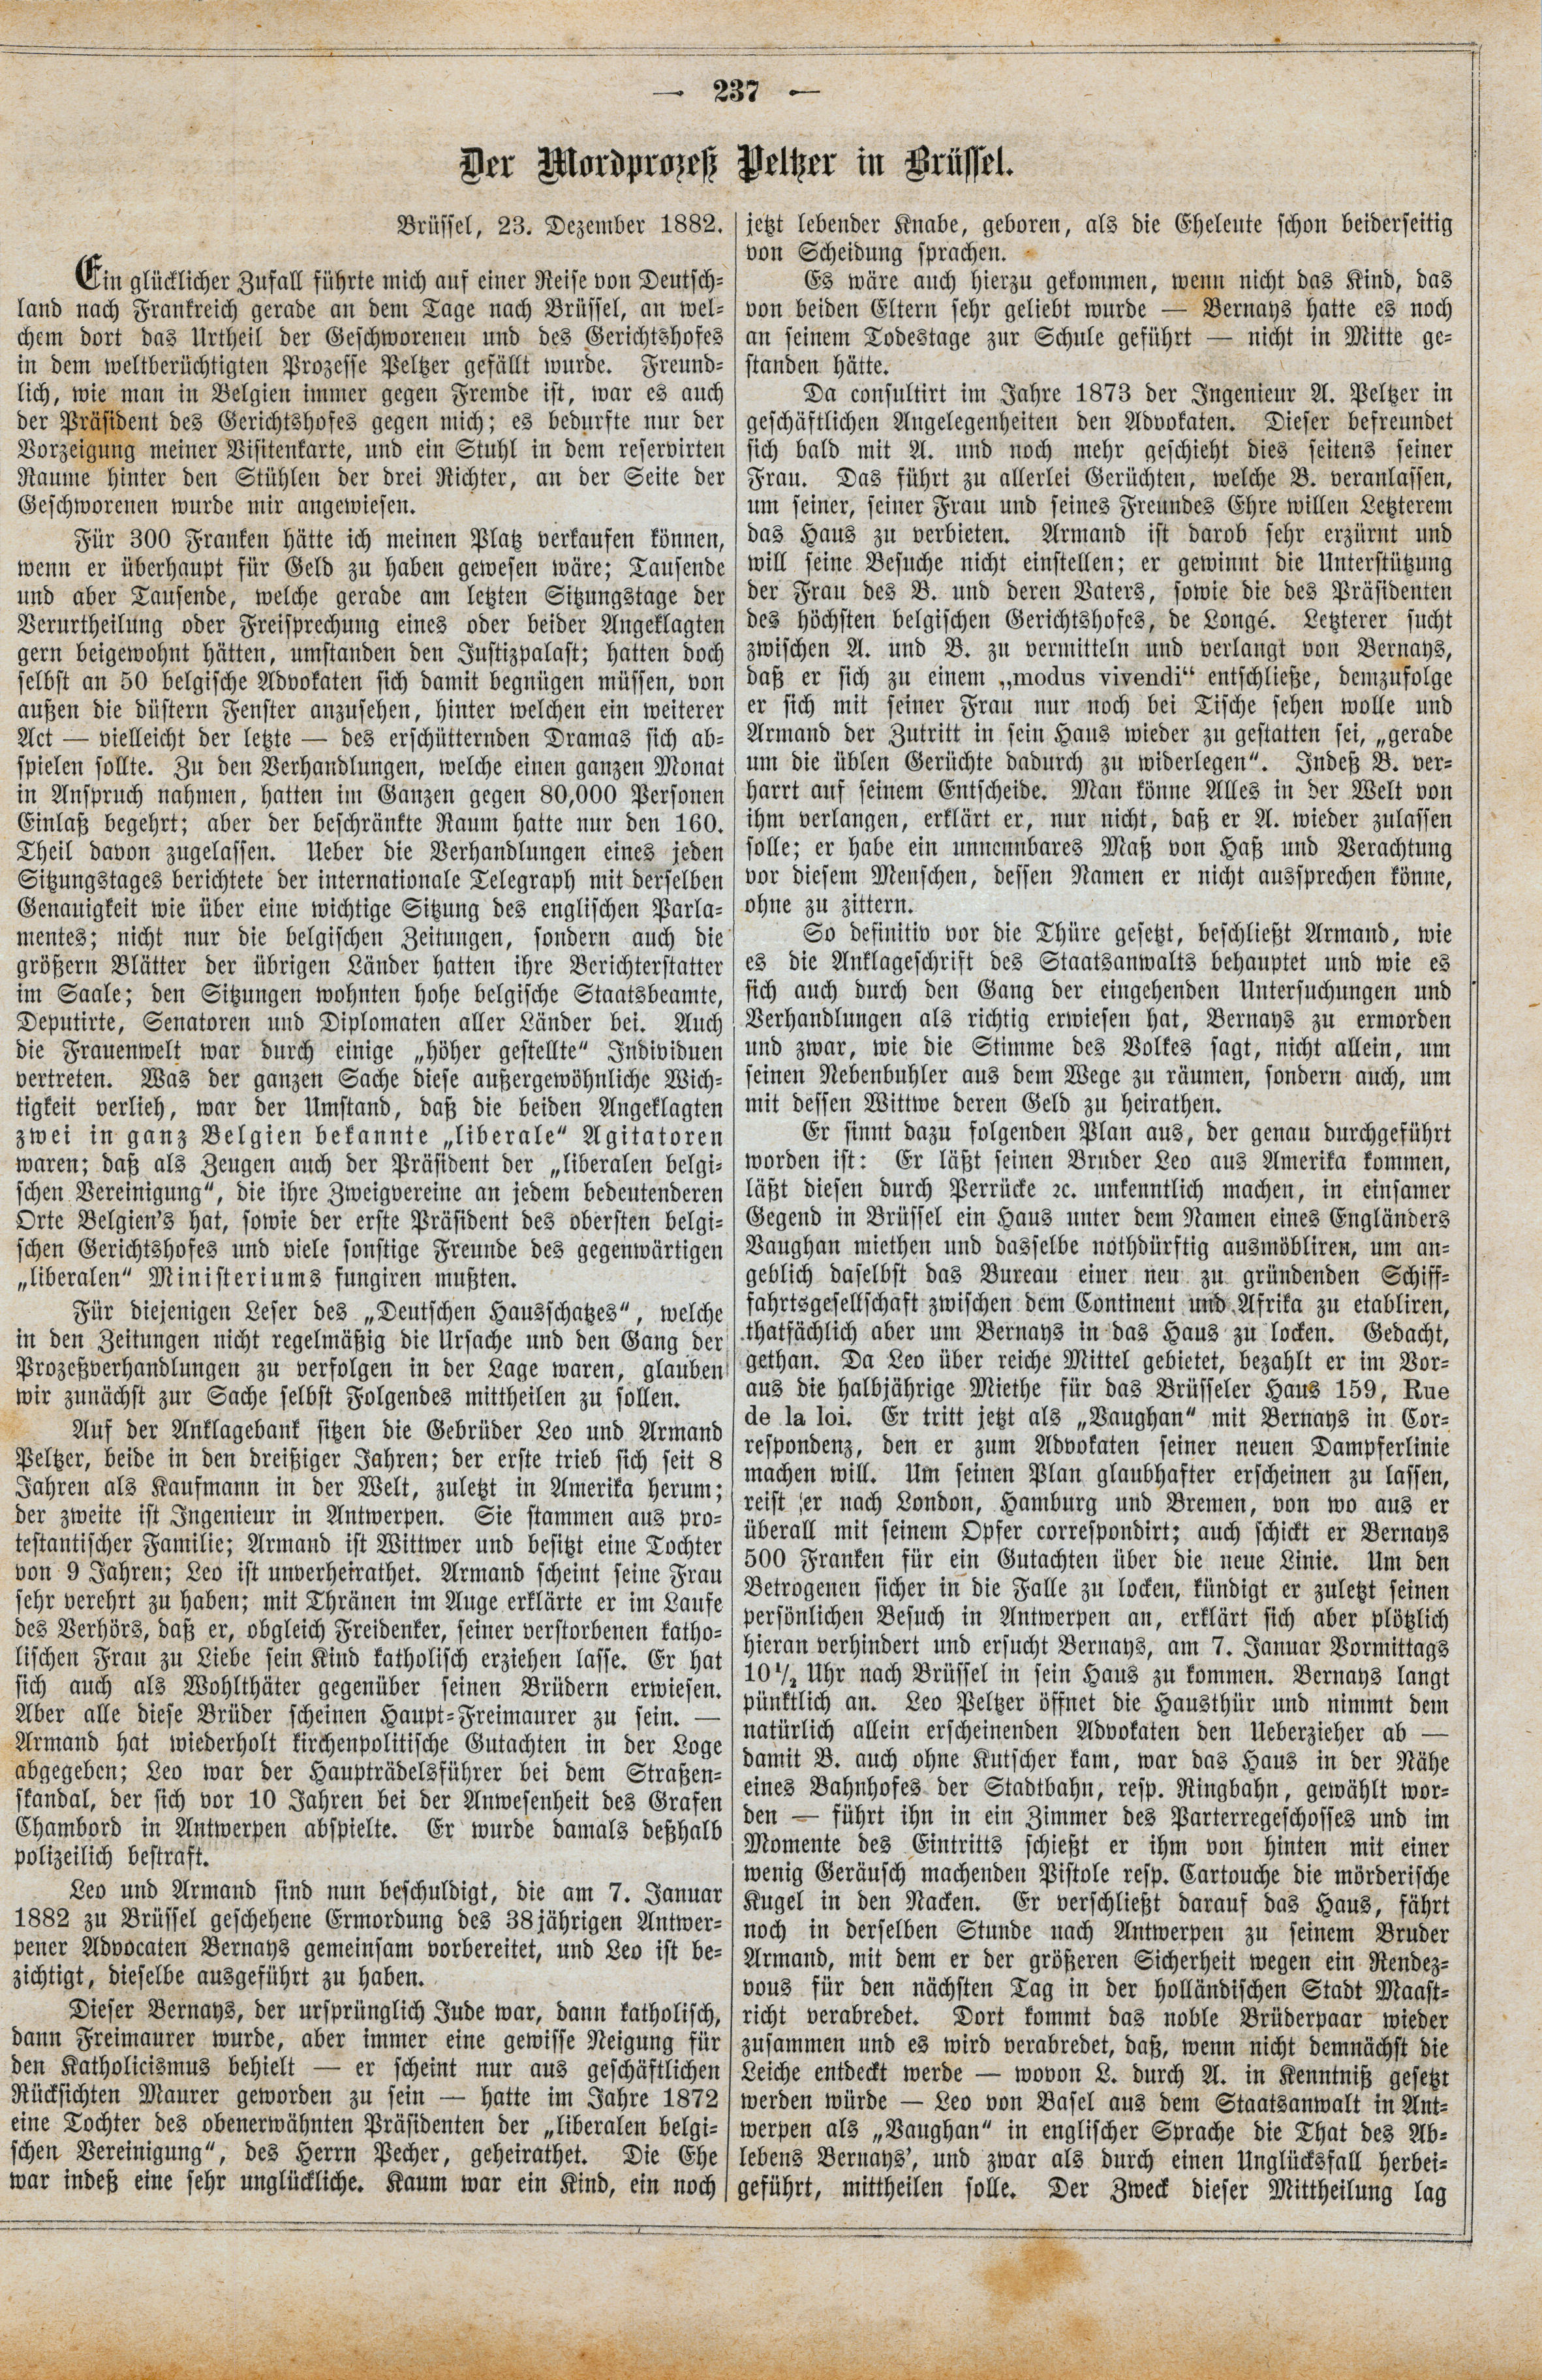 — 237 —
Der Mordprozeß Peltzer in Brüssel.
Brüssel, 23. Dezember 1882.
Ein glücklicher Zufall führte mich auf einer Reise von Deutsch-
land nach Frankreich gerade an dem Tage nach Brüssel, an wel-
chem dort das Urtheil der Geschworenen und des Gerichtshofes
in dem weltberüchtigten Prozesse Peltzer gefällt wurde. Freund-
lich, wie man in Belgien immer gegen Fremde ist, war es auch
der Präsident des Gerichtshofes gegen mich; es bedurfte nur der
Vorzeigung meiner Visitenkarte, und ein Stuhl in dem reservirten
Raume hinter den Stühlen der drei Richter, an der Seite der
Geschworenen wurde mir angewiesen.
Für 300 Franken hätte ich meinen Platz verkaufen können,
wenn er überhaupt für Geld zu haben gewesen wäre; Tausende
und aber Tausende, welche gerade am letzten Sitzungstage der
Verurtheilung oder Freisprechung eines oder beider Angeklagten
gern beigewohnt hätten, umstanden den Justizpalast; hatten doch
selbst an 50 belgische Advokaten sich damit begnügen müssen, von
außen die düstern Fenster anzusehen, hinter welchen ein weiterer
Act — vielleicht der letzte — des erschütternden Dramas sich ab-
spielen sollte. Zu den Verhandlungen, welche einen ganzen Monat
in Anspruch nahmen, hatten im Ganzen gegen 80,000 Personen
Einlaß begehrt; aber der beschränkte Raum hatte nur den 160.
Theil davon zugelassen. Ueber die Verhandlungen eines jeden
Sitzungstages berichtete der internationale Telegraph mit derselben
Genauigkeit wie über eine wichtige Sitzung des englischen Parla-
mentes; nicht nur die belgischen Zeitungen, sondern auch die
größern Blätter der übrigen Länder hatten ihre Berichterstatter
im Saale; den Sitzungen wohnten hohe belgische Staatsbeamte,
Deputirte, Senatoren und Diplomaten aller Länder bei. Auch
die Frauenwelt war durch einige „höher gestellte“ Individuen
vertreten. Was der ganzen Sache diese außergewöhnliche Wich-
tigkeit verlieh, war der Umstand, daß die beiden Angeklagten
zwei in ganz Belgien bekannte „liberale“ Agitatoren
waren; daß als Zeugen auch der Präsident der „liberalen belgi-
schen Vereinigung“, die ihre Zweigvereine an jedem bedeutenderen
Orte Belgien's hat, sowie der erste Präsident des obersten belgi-
schen Gerichtshofes und viele sonstige Freunde des gegenwärtigen
„liberalen“ Ministeriums fungiren mußten.
Für diejenigen Leser des „Deutschen Hausschatzes“, welche
in den Zeitungen nicht regelmäßig die Ursache und den Gang der
Prozeßverhandlungen zu verfolgen in der Lage waren, glauben
wir zunächst zur Sache selbst Folgendes mittheilen zu sollen.
Auf der Anklagebank sitzen die Gebrüder Leo und Armand
Peltzer, beide in den dreißiger Jahren; der erste trieb sich seit 8
Jahren als Kaufmann in der Welt, zuletzt in Amerika herum;
der zweite ist Ingenieur in Antwerpen. Sie stammen aus pro-
testantischer Familie; Armand ist Wittwer und besitzt eine Tochter
von 9 Jahren; Leo ist unverheirathet. Armand scheint seine Frau
sehr verehrt zu haben; mit Thränen im Auge erklärte er im Laufe
des Verhörs, daß er, obgleich Freidenker, seiner verstorbenen katho-
lischen Frau zu Liebe sein Kind katholisch erziehen lasse. Er hat
sich auch als Wohlthäter gegenüber seinen Brüdern erwiesen.
Aber alle diese Brüder scheinen Haupt-Freimaurer zu sein. —
Armand hat wiederholt kirchenpolitische Gutachten in der Loge
abgegeben; Leo war der Haupträdelsführer bei dem Straßen-
skandal, der sich vor 10 Jahren bei der Anwesenheit des Grafen
Chambord in Antwerpen abspielte. Er wurde damals deßhalb
polizeilich bestraft.
Leo und Armand sind nun beschuldigt, die am 7. Januar
1882 zu Brüssel geschehene Ermordung des 38jährigen Antwer-
pener Advocaten Bernays gemeinsam vorbereitet, und Leo ist be-
zichtigt, dieselbe ausgeführt zu haben.
Dieser Bernays, der ursprünglich Jude war, dann katholisch,
dann Freimaurer wurde, aber immer eine gewisse Neigung für
den Katholicismus behielt — er scheint nur aus geschäftlichen
Rücksichten Maurer geworden zu sein — hatte im Jahre 1872
eine Tochter des obenerwähnten Präsidenten der „liberalen belgi-
schen Vereinigung“, des Herrn Pecher, geheirathet. Die Ehe
war indeß eine sehr unglückliche. Kaum war ein Kind, ein noch
jetzt lebender Knabe, geboren, als die Eheleute schon beiderseitig
von Scheidung sprachen.
Es wäre auch hierzu gekommen, wenn nicht das Kind, das
von beiden Eltern sehr geliebt wurde — Bernays hatte es noch
an seinem Todestage zur Schule geführt — nicht in Mitte ge-
standen hätte.
Da consultirt im Jahre 1873 der Ingenieur A. Peltzer in
geschäftlichen Angelegenheiten den Advokaten. Dieser befreundet
sich bald mit A. und noch mehr geschieht dies seitens seiner
Frau. Das führt zu allerlei Gerüchten, welche B. veranlassen,
um seiner, seiner Frau und seines Freundes Ehre willen Letzterem
das Haus zu verbieten. Armand ist darob sehr erzürnt und
will seine Besuche nicht einstellen; er gewinnt die Unterstützung
der Frau des B. und deren Vaters, sowie die des Präsidenten
des höchsten belgischen Gerichtshofes, de Longé. Letzterer sucht
zwischen A. und B. zu vermitteln und verlangt von Bernays,
daß er sich zu einem „modus vivendi“ entschließe, demzufolge
er sich mit seiner Frau nur noch bei Tische sehen wolle und
Armand der Zutritt in sein Haus wieder zu gestatten sei, „gerade
um die üblen Gerüchte dadurch zu widerlegen“. Indeß B. ver-
harrt auf seinem Entscheide. Man könne Alles in der Welt von
ihm verlangen, erklärt er, nur nicht, daß er A. wieder zulassen
solle; er habe ein unnennbares Maß von Haß und Verachtung
vor diesem Menschen, dessen Namen er nicht aussprechen könne,
ohne zu zittern.
So definitiv vor die Thüre gesetzt, beschließt Armand, wie
es die Anklageschrift des Staatsanwalts behauptet und wie es
sich auch durch den Gang der eingehenden Untersuchungen und
Verhandlungen als richtig erwiesen hat, Bernays zu ermorden
und zwar, wie die Stimme des Volkes sagt, nicht allein, um
seinen Nebenbuhler aus dem Wege zu räumen, sondern auch, um
mit dessen Wittwe deren Geld zu heirathen.
Er sinnt dazu folgenden Plan aus, der genau durchgeführt
worden ist: Er läßt seinen Bruder Leo aus Amerika kommen,
läßt diesen durch Perrücke ꝛc. unkenntlich machen, in einsamer
Gegend in Brüssel ein Haus unter dem Namen eines Engländers
Vaughan miethen und dasselbe nothdürftig ausmöbliren, um an-
geblich daselbst das Bureau einer neu zu gründenden Schiff-
fahrtsgesellschaft zwischen dem Continent und Afrika zu etabliren,
thatsächlich aber um Bernays in das Haus zu locken. Gedacht,
gethan. Da Leo über reiche Mittel gebietet, bezahlt er im Vor-
aus die halbjährige Miethe für das Brüsseler Haus 159, Rue
de la loi. Er tritt jetzt als „Vaughan“ mit Bernays in Cor-
respondenz, den er zum Advokaten seiner neuen Dampferlinie
machen will. Um seinen Plan glaubhafter erscheinen zu lassen,
reist er nach London, Hamburg und Bremen, von wo aus er
überall mit seinem Opfer correspondirt; auch schickt er Bernays
500 Franken für ein Gutachten über die neue Linie. Um den
Betrogenen sicher in die Falle zu locken, kündigt er zuletzt seinen
persönlichen Besuch in Antwerpen an, erklärt sich aber plötzlich
hieran verhindert und ersucht Bernays, am 7. Januar Vormittags
10½ Uhr nach Brüssel in sein Haus zu kommen. Bernays langt
pünktlich an. Leo Peltzer öffnet die Hausthür und nimmt dem
natürlich allein erscheinenden Advokaten den Ueberzieher ab —
damit B. auch ohne Kutscher kam, war das Haus in der Nähe
eines Bahnhofes der Stadtbahn, resp. Ringbahn, gewählt wor-
den — führt ihn in ein Zimmer des Parterregeschosses und im
Momente des Eintritts schießt er ihm von hinten mit einer
wenig Geräusch machenden Pistole resp. Cartouche die mörderische
Kugel in den Nacken. Er verschließt darauf das Haus, fährt
noch in derselben Stunde nach Antwerpen zu seinem Bruder
Armand, mit dem er der größeren Sicherheit wegen ein Rendez-
vous für den nächsten Tag in der holländischen Stadt Maast-
richt verabredet. Dort kommt das noble Brüderpaar wieder
zusammen und es wird verabredet, daß, wenn nicht demnächst die
Leiche entdeckt werde — wovon L. durch A. in Kenntniß gesetzt
werden würde — Leo von Basel aus dem Staatsanwalt in Ant-
werpen als „Vaughan“ in englischer Sprache die That des Ab-
lebens Bernays', und zwar als durch einen Unglücksfall herbei-
geführt, mittheilen solle. Der Zweck dieser Mittheilung lag